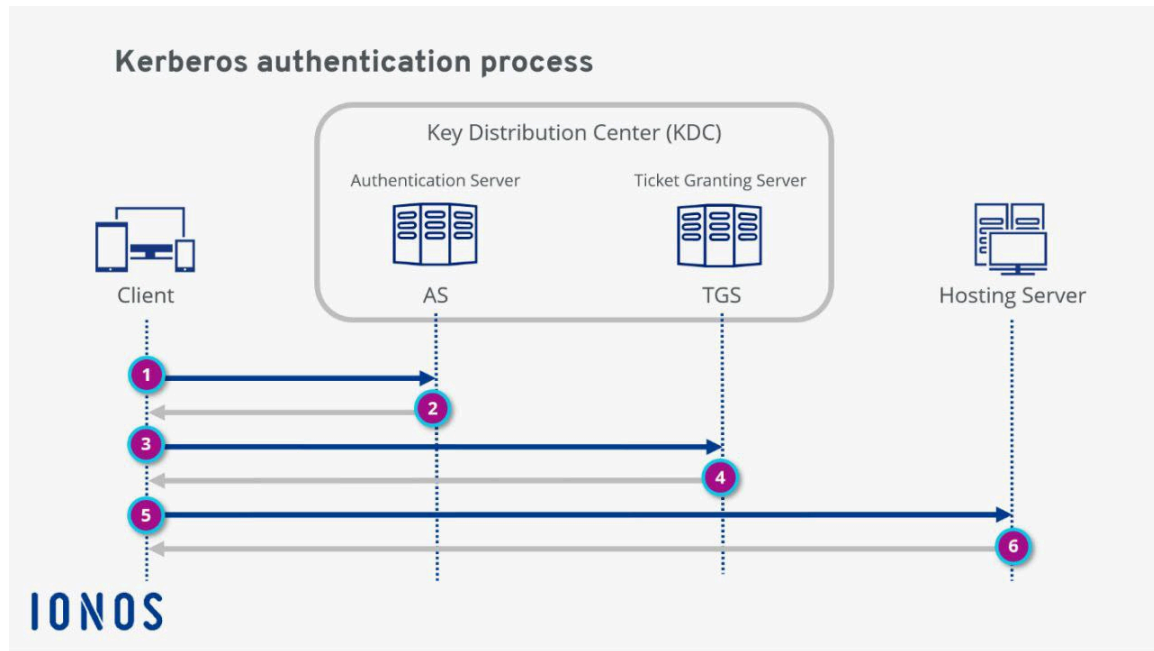 Kerberos authentication process
Key Distribution Center (KDC)
Authentication Server
Ticket Granting Server
Client
AS
TGS
Hosting Server
1
2
3
4
5
6
IONOS